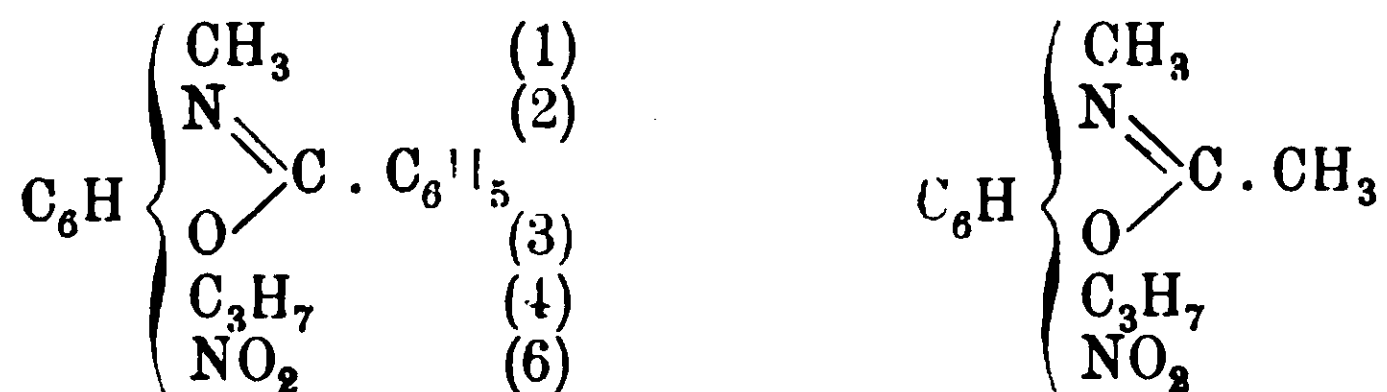 CH₃ (1)
N (2)
C₆H C . C₆H₅
O (3)
C₃H₇ (4)
NO₂ (6)
CH₃
N
C₆H C . CH₃
O
C₃H₇
NO₂